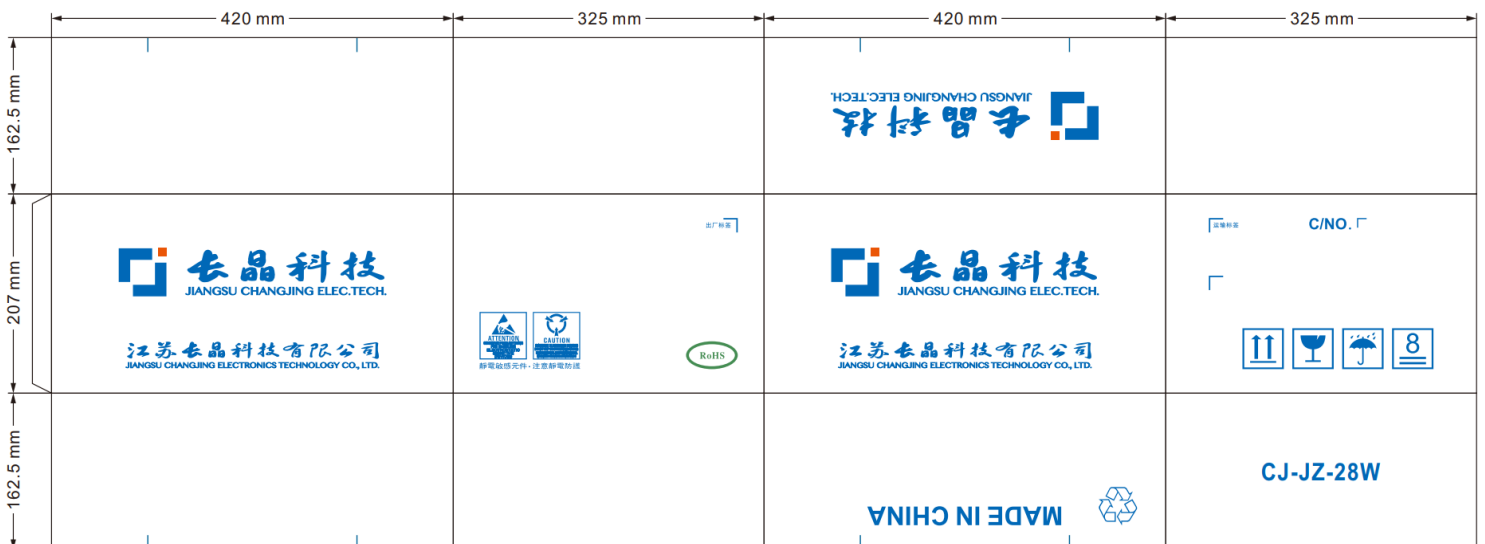 420 mm
325 mm
420 mm
325 mm
162.5 mm
JIANGSU CHANGJING ELEC.TECH.
长晶科技
207 mm
长晶科技
JIANGSU CHANGJING ELEC.TECH.
江苏长晶科技有限公司
JIANGSU CHANGJING ELECTRONICS TECHNOLOGY CO., LTD.
出厂标签
ATTENTION
CAUTION
靜電敏感元件，注意靜電防護
RoHS
长晶科技
JIANGSU CHANGJING ELEC.TECH.
江苏长晶科技有限公司
JIANGSU CHANGJING ELECTRONICS TECHNOLOGY CO., LTD.
C/NO.
8
162.5 mm
MADE IN CHINA
CJ-JZ-28W